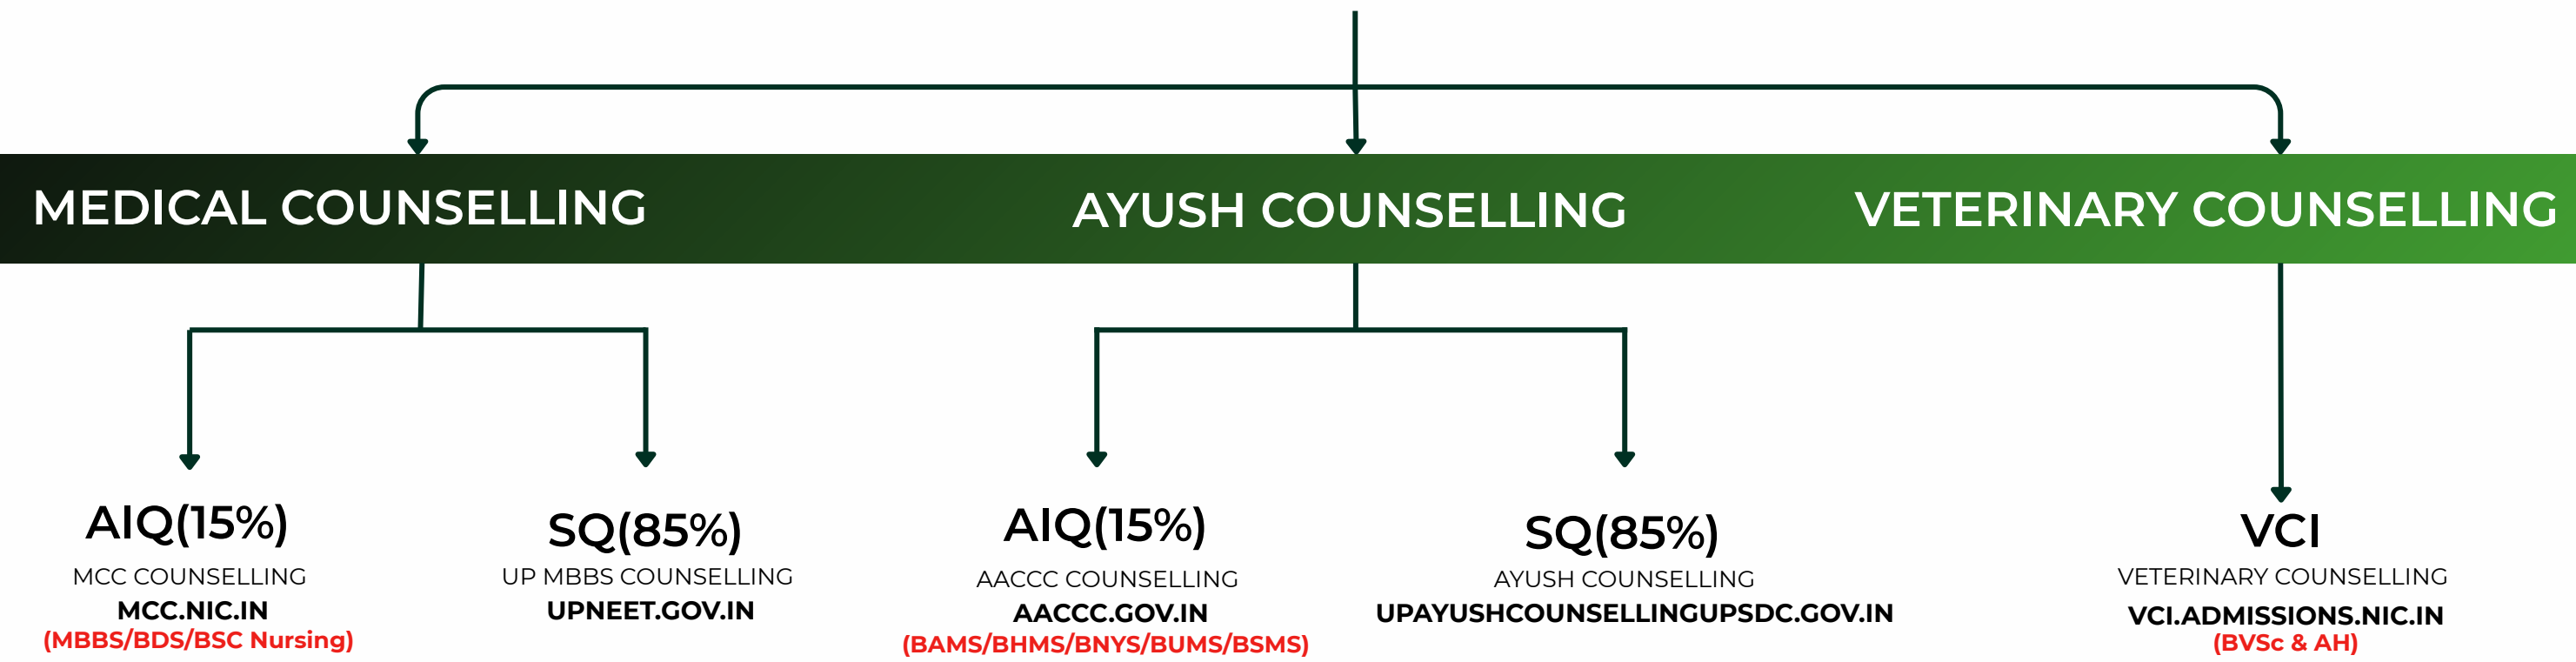 MEDICAL COUNSELLING
AYUSH COUNSELLING
VETERINARY COUNSELLING
AIQ(15%)
MCC COUNSELLING
MCC.NIC.IN
(MBBS/BDS/BSC Nursing)
SQ(85%)
UP MBBS COUNSELLING
UPNEET.GOV.IN
AIQ(15%)
AACCC COUNSELLING
AACCC.GOV.IN
(BAMS/BHMS/BNYS/BUMS/BSMS)
SQ(85%)
AYUSH COUNSELLING
UPAYUSHCOUNSELLINGUPSDC.GOV.IN
VCI
VETERINARY COUNSELLING
VCI.ADMISSIONS.NIC.IN
(BVSc & AH)